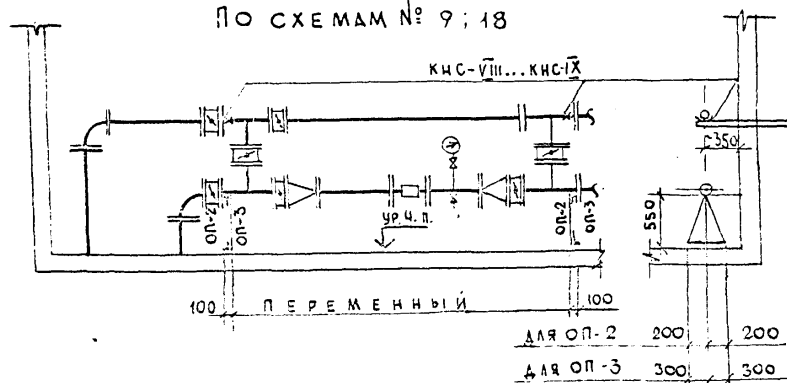 ПО СХЕМАМ № 9; 18
КНС-VIII...КНС-IX
350
550
ОП-2
ОП-3
УР. Ч. П.
ОП-2
ОП-3
100 ПЕРЕМЕННЫЙ 100
ДЛЯ ОП-2 200 200
ДЛЯ ОП-3 300 300